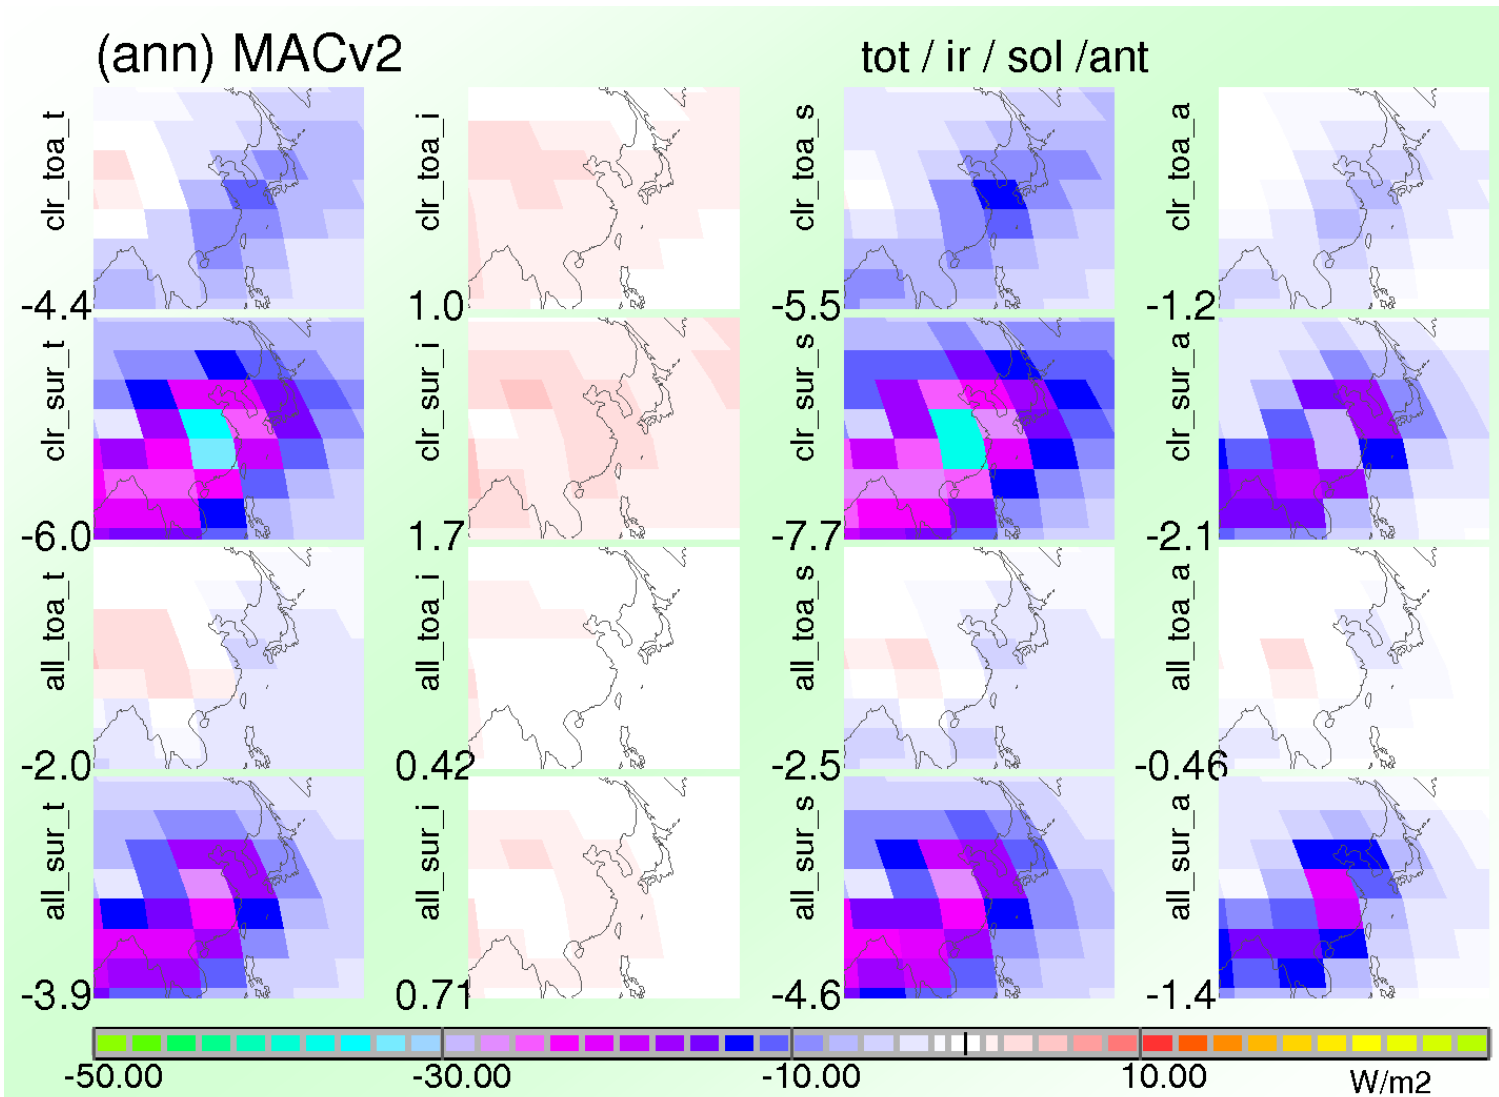 (ann) MACv2
tot / ir / sol /ant
clr_toa_t
clr_toa_i
clr_toa_s
clr_toa_a
-4.4
1.0
-5.5
-1.2
clr_sur_t
clr_sur_i
clr_sur_s
clr_sur_a
-6.0
1.7
-7.7
-2.1
all_toa_t
all_toa_i
all_toa_s
all_toa_a
-2.0
0.42
-2.5
-0.46
all_sur_t
all_sur_i
all_sur_s
all_sur_a
-3.9
0.71
-4.6
-1.4
-50.00
-30.00
-10.00
10.00
W/m2